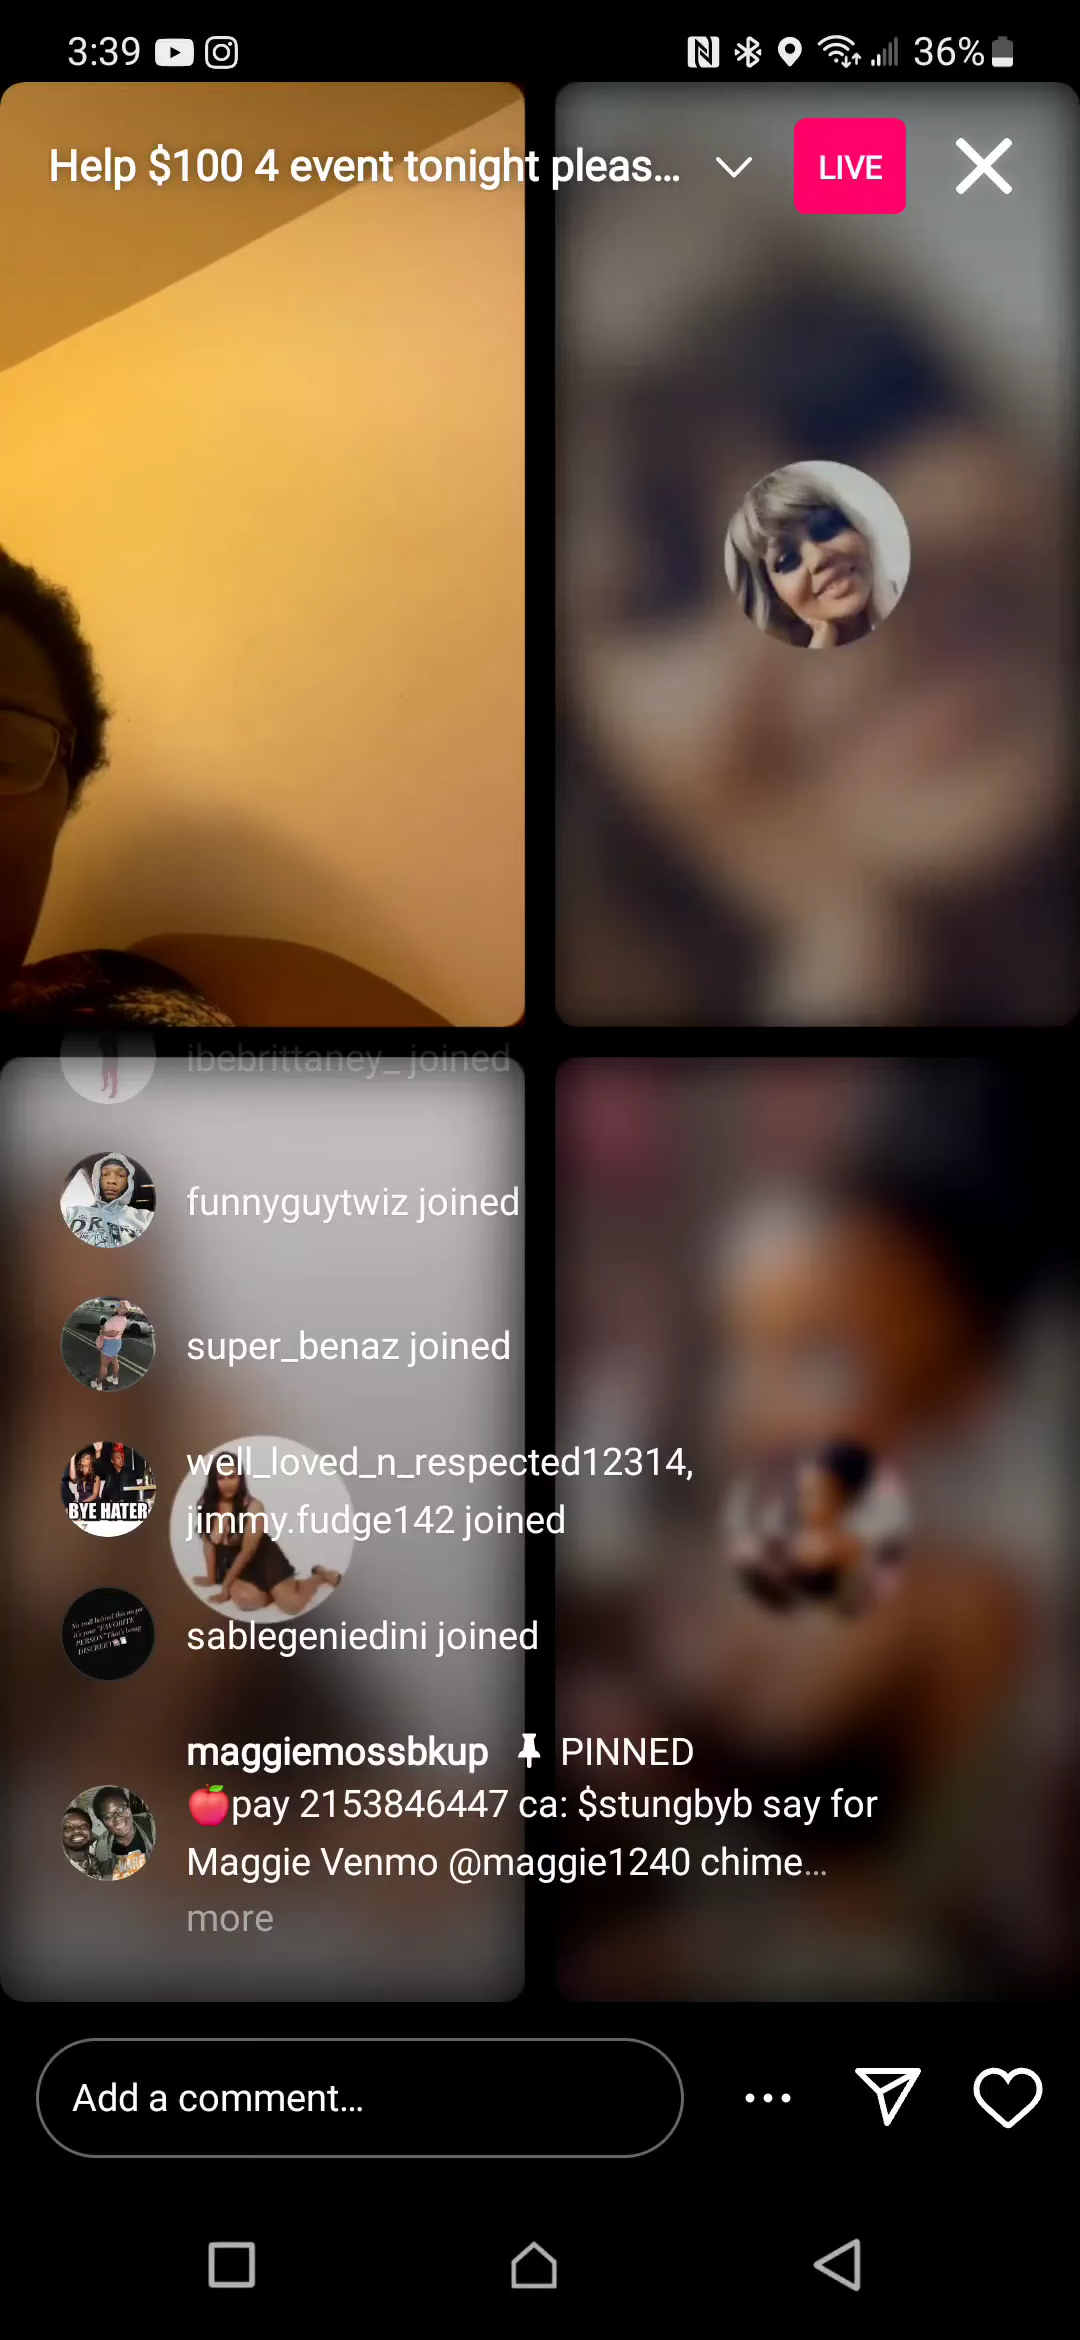 3:39
36%
Help $100 4 event tonight pleas...
LIVE
ibebrittaney_ joined
funnyguytwiz joined
super_benaz joined
BYE HATER
well_loved_n_respected12314,
jimmy.fudge142 joined
sablegeniedini joined
maggiemossbkup PINNED
🍎pay 2153846447 ca: $stungbyb say for
Maggie Venmo @maggie1240 chime...
more
Add a comment...